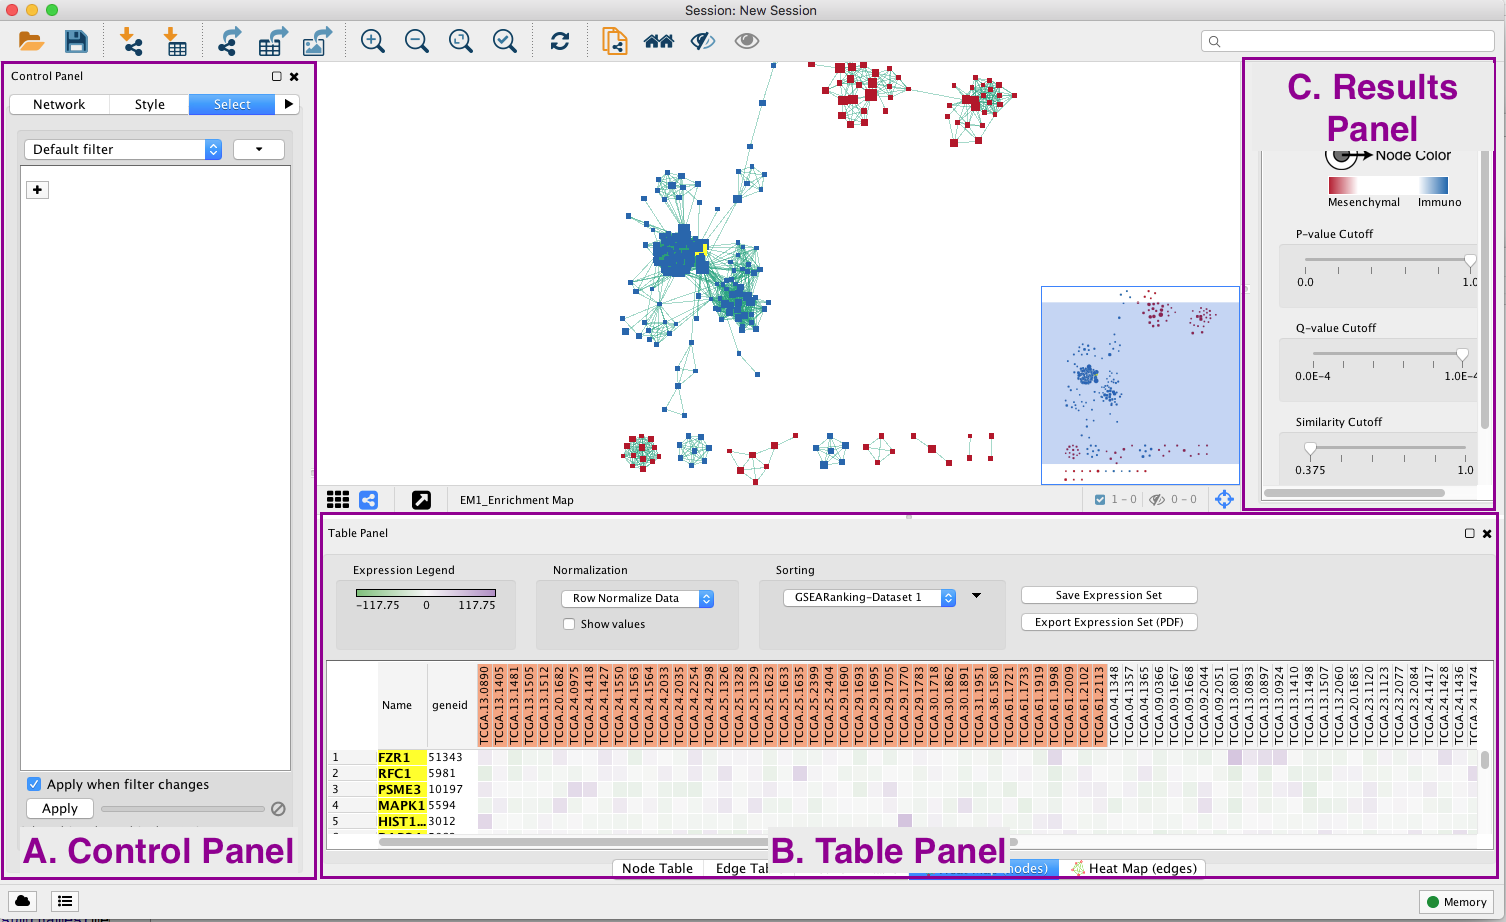 Session: New Session
Control Panel
Network Style Select
Default filter
+
Apply when filter changes
Apply
A. Control Panel
EM1_Enrichment Map
1 - 0
0 - 0
C. Results
Panel
Node Color
Mesenchymal Immuno
P-value Cutoff
0.0 1.0
Q-value Cutoff
0.0E-4 1.0E-4
Similarity Cutoff
0.375 1.0
Table Panel
Expression Legend
-117.75 0 117.75
Normalization
Row Normalize Data
Show values
Sorting
GSEARanking-Dataset 1
Save Expression Set
Export Expression Set (PDF)
Name geneid TCGA.13.0890 TCGA.13.1405 TCGA.13.1481 TCGA.13.1505 TCGA.13.1512 TCGA.20.1682 TCGA.24.0975 TCGA.24.1418 TCGA.24.1427 TCGA.24.1550 TCGA.24.1563 TCGA.24.1564 TCGA.24.2033 TCGA.24.2035 TCGA.24.2254 TCGA.24.2298 TCGA.25.1326 TCGA.25.1328 TCGA.25.1329 TCGA.25.1623 TCGA.25.1633 TCGA.25.1635 TCGA.25.2399 TCGA.25.2404 TCGA.29.1690 TCGA.29.1693 TCGA.29.1695 TCGA.29.1705 TCGA.29.1770 TCGA.29.1783 TCGA.30.1718 TCGA.30.1862 TCGA.30.1891 TCGA.31.1951 TCGA.36.1580 TCGA.61.1721 TCGA.61.1733 TCGA.61.1919 TCGA.61.1998 TCGA.61.2009 TCGA.61.2102 TCGA.61.2113 TCGA.04.1348 TCGA.04.1357 TCGA.04.1365 TCGA.09.0366 TCGA.09.1667 TCGA.09.1668 TCGA.09.2044 TCGA.09.2051 TCGA.13.0801 TCGA.13.0893 TCGA.13.0897 TCGA.13.0924 TCGA.13.1410 TCGA.13.1498 TCGA.13.1507 TCGA.13.2060 TCGA.20.1685 TCGA.23.1120 TCGA.23.1123 TCGA.23.2077 TCGA.23.2084 TCGA.24.1417 TCGA.24.1428 TCGA.24.1436 TCGA.24.1474
1 FZR1 51343
2 RFC1 5981
3 PSME3 10197
4 MAPK1 5594
5 HIST1... 3012
B. Table Panel
Node Table Edge Ta nodes) Heat Map (edges)
Memory